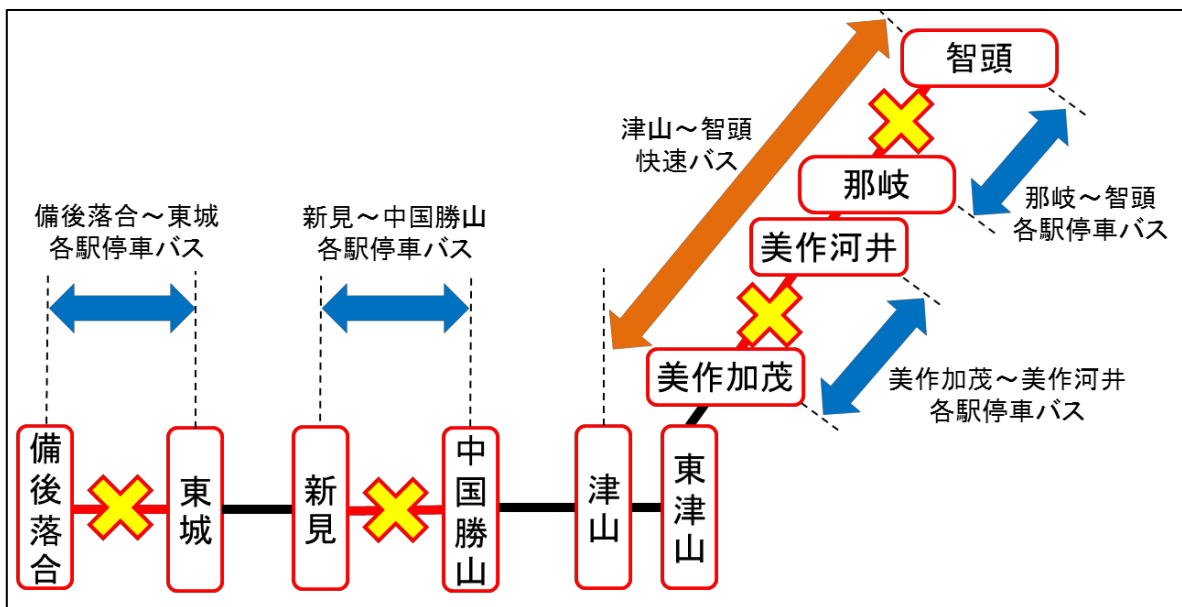 智頭
津山～智頭
快速バス
那岐
那岐～智頭
各駅停車バス
備後落合～東城
各駅停車バス
新見～中国勝山
各駅停車バス
美作河井
美作加茂
美作加茂～美作河井
各駅停車バス
備後落合
東城
新見
中国勝山
津山
東津山